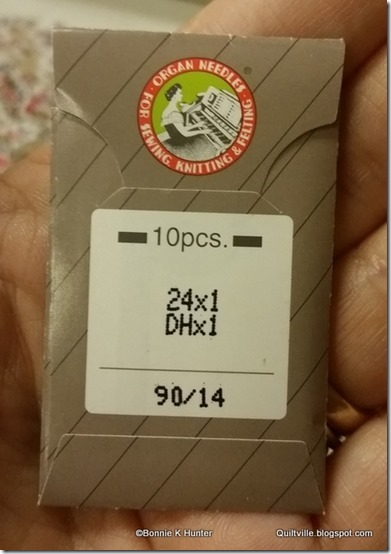 ORGAN NEEDLES
FOR SEWING, KNITTING & FELTING
®
10pcs.
24x1
DHx1
90/14
©Bonnie K Hunter
Quiltville.blogspot.com